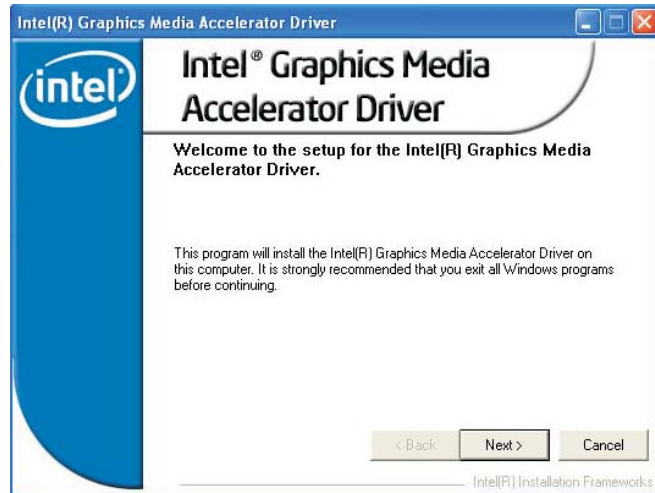 Intel(R) Graphics Media Accelerator Driver
intel
Intel® Graphics Media
Accelerator Driver
Welcome to the setup for the Intel(R) Graphics Media
Accelerator Driver.
This program will install the Intel(R) Graphics Media Accelerator Driver on
this computer. It is strongly recommended that you exit all Windows programs
before continuing.
< Back
Next >
Cancel
Intel(R) Installation Frameworks